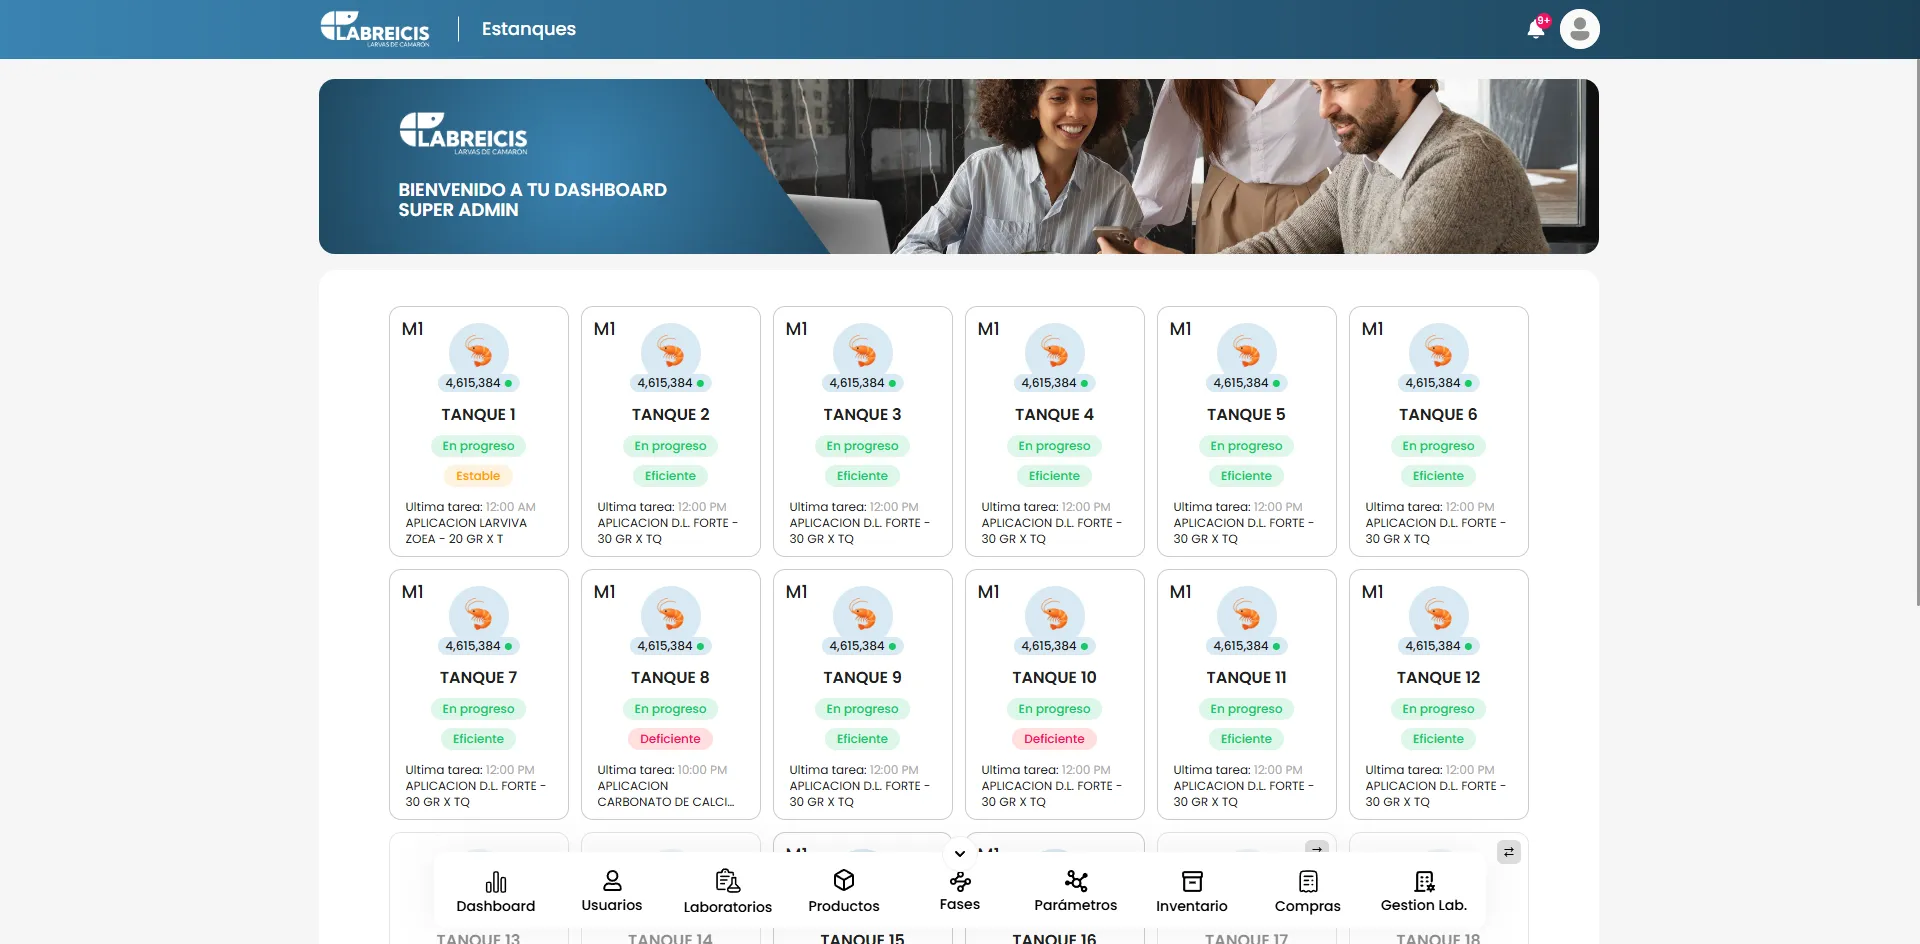 LABREICIS
LARVAS DE CAMARON
Estanques
9+
LABREICIS
LARVAS DE CAMARON
BIENVENIDO A TU DASHBOARD
SUPER ADMIN
M1
4,615,384
TANQUE 1
En progreso
Estable
Ultima tarea: 12:00 AM
APLICACION LARVIVA
ZOEA - 20 GR X T
M1
4,615,384
TANQUE 2
En progreso
Eficiente
Ultima tarea: 12:00 PM
APLICACION D.L. FORTE -
30 GR X TQ
M1
4,615,384
TANQUE 3
En progreso
Eficiente
Ultima tarea: 12:00 PM
APLICACION D.L. FORTE -
30 GR X TQ
M1
4,615,384
TANQUE 4
En progreso
Eficiente
Ultima tarea: 12:00 PM
APLICACION D.L. FORTE -
30 GR X TQ
M1
4,615,384
TANQUE 5
En progreso
Eficiente
Ultima tarea: 12:00 PM
APLICACION D.L. FORTE -
30 GR X TQ
M1
4,615,384
TANQUE 6
En progreso
Eficiente
Ultima tarea: 12:00 PM
APLICACION D.L. FORTE -
30 GR X TQ
M1
4,615,384
TANQUE 7
En progreso
Eficiente
Ultima tarea: 12:00 PM
APLICACION D.L. FORTE -
30 GR X TQ
M1
4,615,384
TANQUE 8
En progreso
Deficiente
Ultima tarea: 10:00 PM
APLICACION
CARBONATO DE CALCI...
M1
4,615,384
TANQUE 9
En progreso
Eficiente
Ultima tarea: 12:00 PM
APLICACION D.L. FORTE -
30 GR X TQ
M1
4,615,384
TANQUE 10
En progreso
Deficiente
Ultima tarea: 12:00 PM
APLICACION D.L. FORTE -
30 GR X TQ
M1
4,615,384
TANQUE 11
En progreso
Eficiente
Ultima tarea: 12:00 PM
APLICACION D.L. FORTE -
30 GR X TQ
M1
4,615,384
TANQUE 12
En progreso
Eficiente
Ultima tarea: 12:00 PM
APLICACION D.L. FORTE -
30 GR X TQ
Dashboard
Usuarios
Laboratorios
Productos
Fases
Parámetros
Inventario
Compras
Gestion Lab.
TANQUE 13
TANQUE 14
TANQUE 15
TANQUE 16
TANQUE 17
TANQUE 18